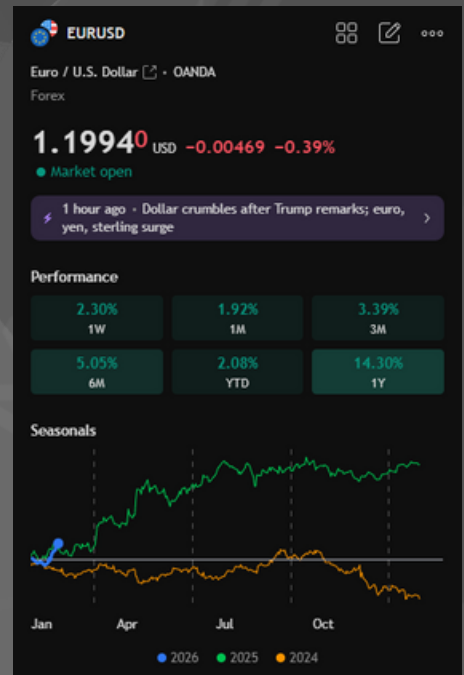 EURUSD
Euro / U.S. Dollar • OANDA
Forex
1.19940 USD −0.00469 −0.39%
Market open
1 hour ago • Dollar crumbles after Trump remarks; euro,
yen, sterling surge
Performance
2.30% 1.92% 3.39%
1W 1M 3M
5.05% 2.08% 14.30%
6M YTD 1Y
Seasonals
Jan Apr Jul Oct
2026 2025 2024